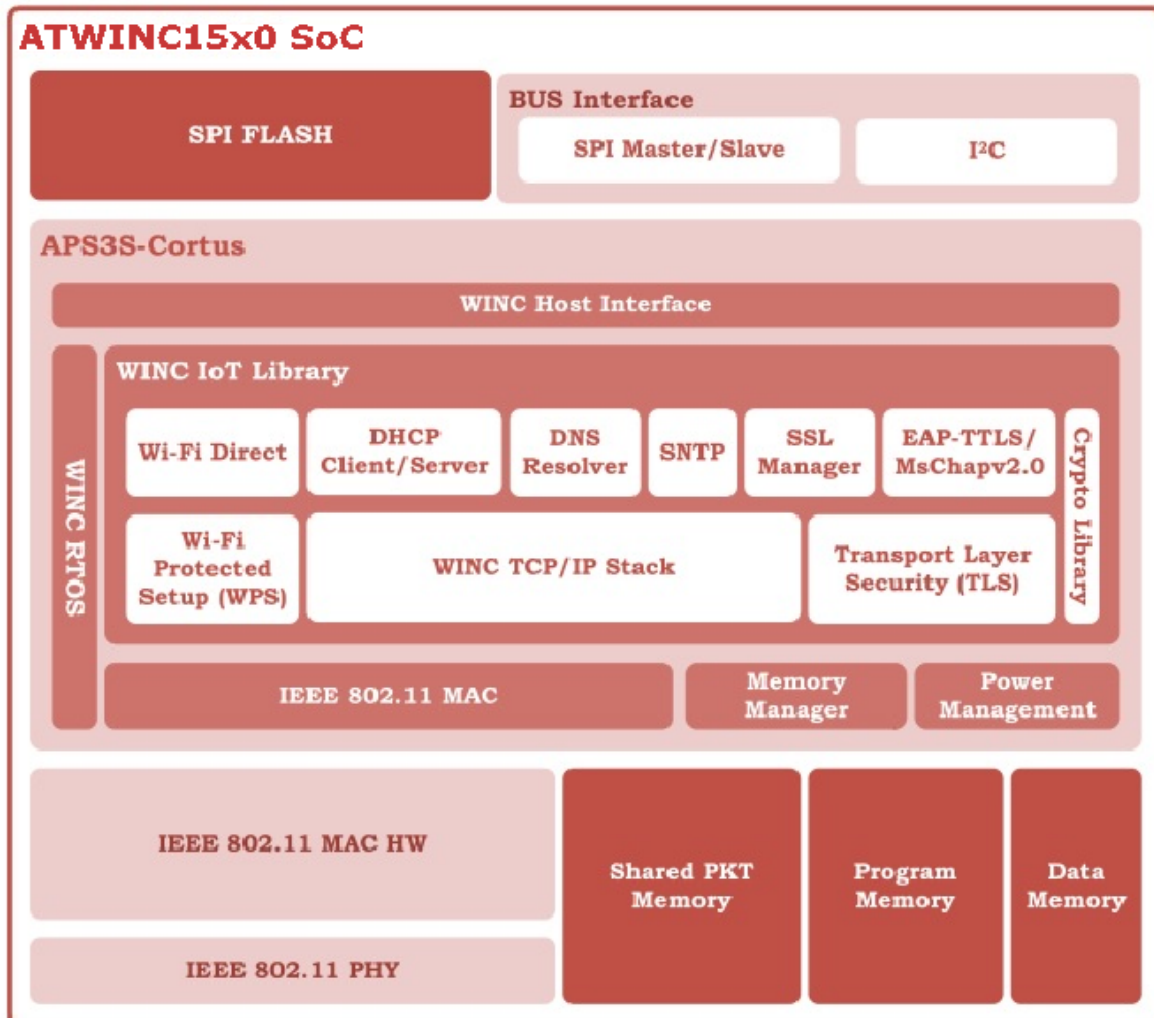 ATWINC15x0 SoC
SPI FLASH
BUS Interface
SPI Master/Slave
I²C
APS3S-Cortus
WINC Host Interface
WINC RTOS
WINC IoT Library
Wi-Fi Direct
DHCP
Client/Server
DNS
Resolver
SNTP
SSL
Manager
EAP-TTLS/
MsChapv2.0
Crypto Library
Wi-Fi
Protected
Setup (WPS)
WINC TCP/IP Stack
Transport Layer
Security (TLS)
IEEE 802.11 MAC
Memory
Manager
Power
Management
IEEE 802.11 MAC HW
Shared PKT
Memory
Program
Memory
Data
Memory
IEEE 802.11 PHY